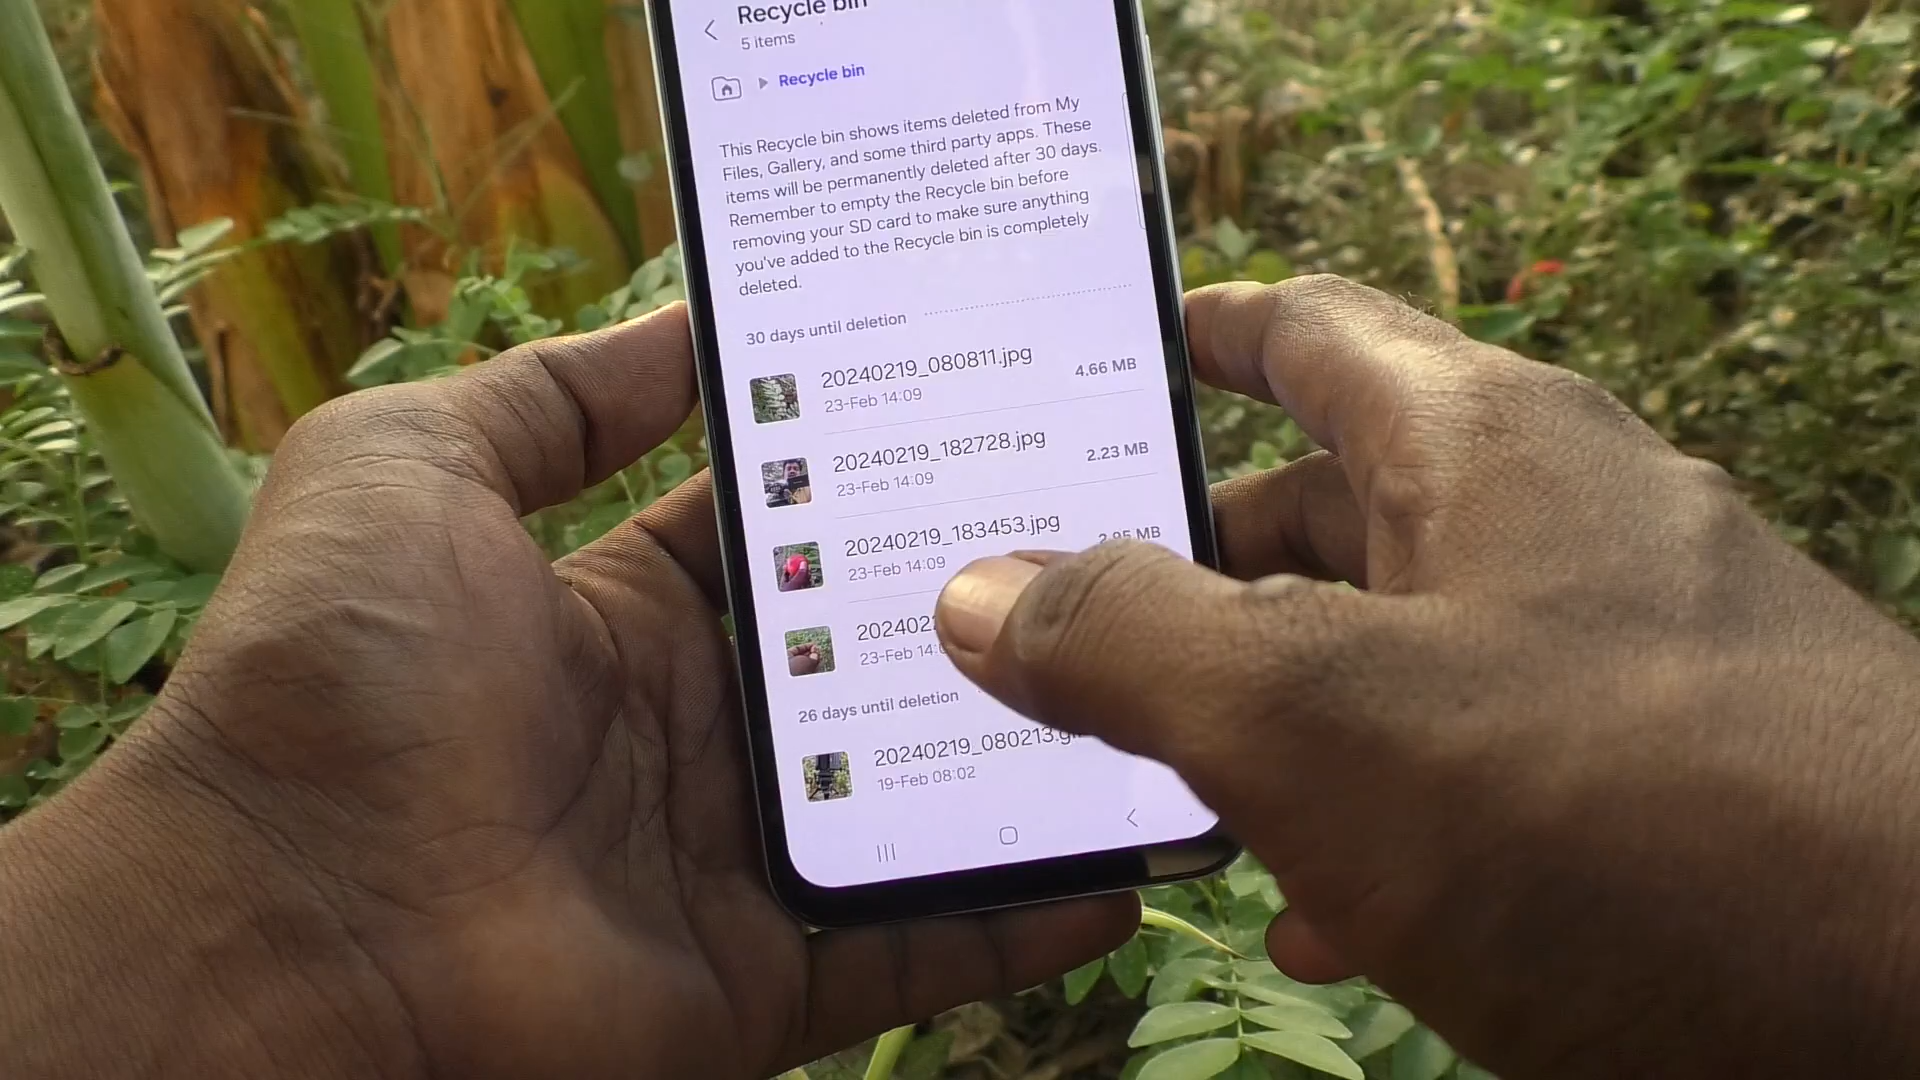 Recycle bin
5 items
Recycle bin
This Recycle bin shows items deleted from My
Files, Gallery, and some third party apps. These
items will be permanently deleted after 30 days.
Remember to empty the Recycle bin before
removing your SD card to make sure anything
you've added to the Recycle bin is completely
deleted.
30 days until deletion
20240219_080811.jpg
4.66 MB
23-Feb 14:09
20240219_182728.jpg
2.23 MB
23-Feb 14:09
20240219_183453.jpg
MB
23-Feb 14:09
23-Feb
26 days until deletion
19-Feb 08:02